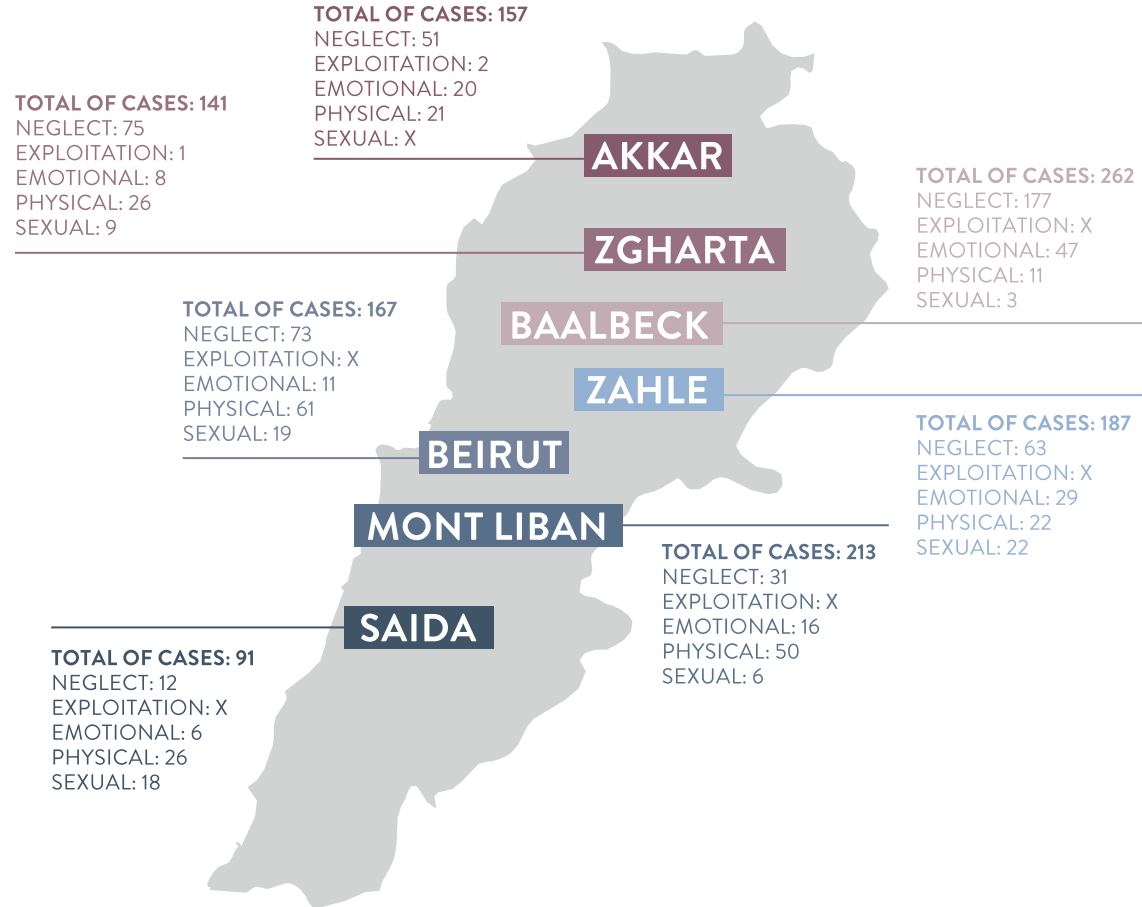 TOTAL OF CASES: 157
NEGLECT: 51
EXPLOITATION: 2
EMOTIONAL: 20
PHYSICAL: 21
SEXUAL: X
AKKAR
TOTAL OF CASES: 141
NEGLECT: 75
EXPLOITATION: 1
EMOTIONAL: 8
PHYSICAL: 26
SEXUAL: 9
ZGHARTA
TOTAL OF CASES: 262
NEGLECT: 177
EXPLOITATION: X
EMOTIONAL: 47
PHYSICAL: 11
SEXUAL: 3
BAALBECK
ZAHLE
TOTAL OF CASES: 187
NEGLECT: 63
EXPLOITATION: X
EMOTIONAL: 29
PHYSICAL: 22
SEXUAL: 22
TOTAL OF CASES: 167
NEGLECT: 73
EXPLOITATION: X
EMOTIONAL: 11
PHYSICAL: 61
SEXUAL: 19
BEIRUT
MONT LIBAN
TOTAL OF CASES: 213
NEGLECT: 31
EXPLOITATION: X
EMOTIONAL: 16
PHYSICAL: 50
SEXUAL: 6
SAIDA
TOTAL OF CASES: 91
NEGLECT: 12
EXPLOITATION: X
EMOTIONAL: 6
PHYSICAL: 26
SEXUAL: 18